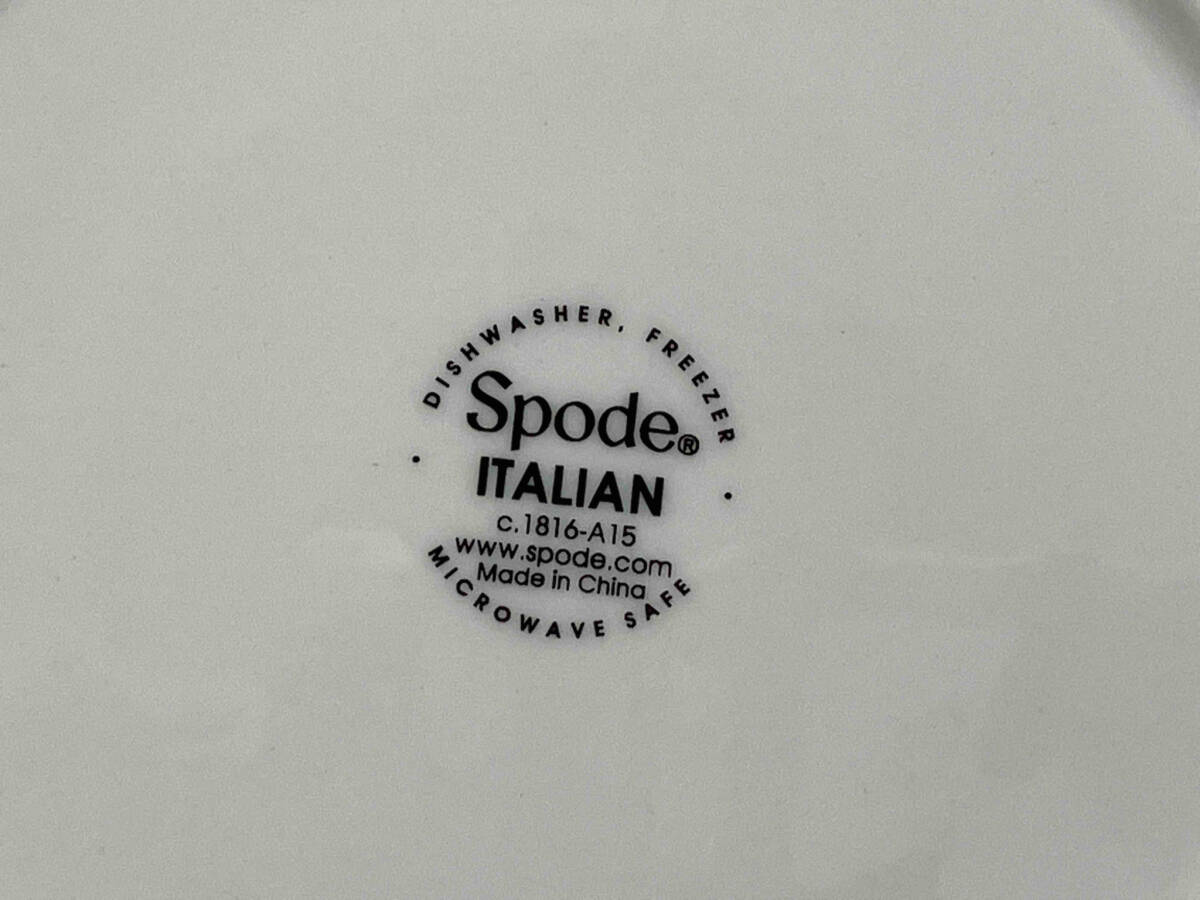 DISHWASHER, FREEZER
Spode®
ITALIAN
c.1816-A15
www.spode.com
Made in China
MICROWAVE SAFE